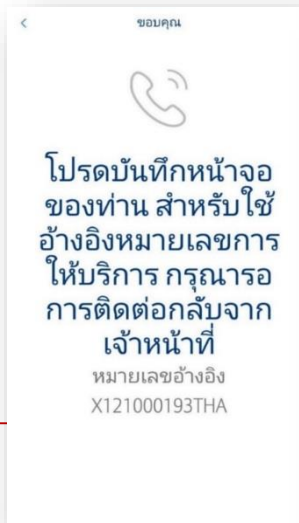 ขอบคุณ
โปรดบันทึกหน้าจอ
ของท่าน สำหรับใช้
อ้างอิงหมายเลขการ
ให้บริการ กรุณารอ
การติดต่อกลับจาก
เจ้าหน้าที่
หมายเลขอ้างอิง
X121000193THA